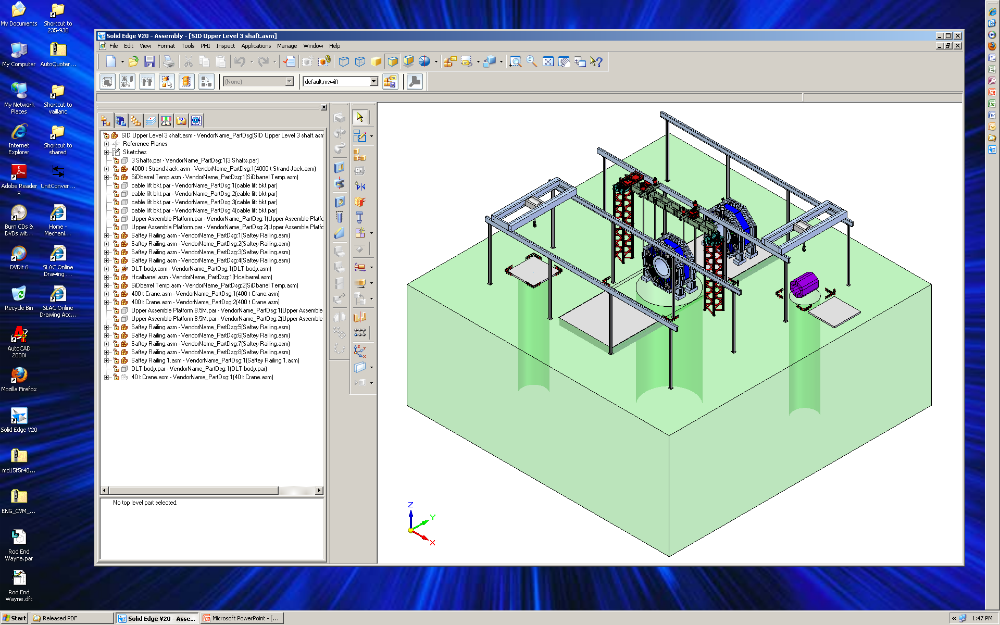 My Documents
Shortcut to
235-930
My Computer
AutoQuoter...
My Network
Places
Shortcut to
vaillanc
Internet
Explorer
Shortcut to
shared
Adobe Reader
X
UnitConver...
Burn CDs &
DVDs wit...
Home -
Mechani...
DVDit 6
SLAC Online
Drawing ...
Recycle Bin
SLAC Online
Drawing Acc...
AutoCAD
2000i
Mozilla Firefox
Solid Edge V20
md15f5r40...
ENG_CVM_...
Rod End
Wayne.par
Rod End
Wayne.dft
Solid Edge V20 - Assembly - [SID Upper Level 3 shaft.asm]
File Edit View Format Tools PMI Inspect Applications Manage Window Help
(None)
default,mswift
SID Upper Level 3 shaft.asm - VendorName_PartDsg(SID Upper Level 3 shaft.asm
Reference Planes
Sketches
3 Shafts.par - VendorName_PartDsg:1(3 Shafts.par)
4000 t Strand Jack.asm - VendorName_PartDsg:1(4000 t Strand Jack.asm)
SiDbarrel Temp.asm - VendorName_PartDsg:1(SiDbarrel Temp.asm)
cable lift bkt.par - VendorName_PartDsg:1(cable lift bkt.par)
cable lift bkt.par - VendorName_PartDsg:2(cable lift bkt.par)
cable lift bkt.par - VendorName_PartDsg:3(cable lift bkt.par)
cable lift bkt.par - VendorName_PartDsg:4(cable lift bkt.par)
Upper Assemble Platform.par - VendorName_PartDsg:1(Upper Assemble Platfc
Upper Assemble Platform.par - VendorName_PartDsg:2(Upper Assemble Platfc
Saftey Railing.asm - VendorName_PartDsg:1(Saftey Railing.asm)
Saftey Railing.asm - VendorName_PartDsg:2(Saftey Railing.asm)
Saftey Railing.asm - VendorName_PartDsg:3(Saftey Railing.asm)
Saftey Railing.asm - VendorName_PartDsg:4(Saftey Railing.asm)
DLT body.asm - VendorName_PartDsg:1(DLT body.asm)
Hcalbarrel.asm - VendorName_PartDsg:1(Hcalbarrel.asm)
SiDbarrel Temp.asm - VendorName_PartDsg:2(SiDbarrel Temp.asm)
400 t Crane.asm - VendorName_PartDsg:1(400 t Crane.asm)
400 t Crane.asm - VendorName_PartDsg:2(400 t Crane.asm)
Upper Assemble Platform 8.5M.par - VendorName_PartDsg:1(Upper Assemble
Upper Assemble Platform 8.5M.par - VendorName_PartDsg:2(Upper Assemble
Saftey Railing.asm - VendorName_PartDsg:5(Saftey Railing.asm)
Saftey Railing.asm - VendorName_PartDsg:6(Saftey Railing.asm)
Saftey Railing.asm - VendorName_PartDsg:7(Saftey Railing.asm)
Saftey Railing.asm - VendorName_PartDsg:8(Saftey Railing.asm)
Saftey Railing 1.asm - VendorName_PartDsg:1(Saftey Railing 1.asm)
DLT body.par - VendorName_PartDsg:1(DLT body.par)
40 t Crane.asm - VendorName_PartDsg:1(40 t Crane.asm)
No top level part selected.
Z
Y
X
Start
Released PDF
Solid Edge V20 - Asse...
Microsoft PowerPoint - [...
1:47 PM